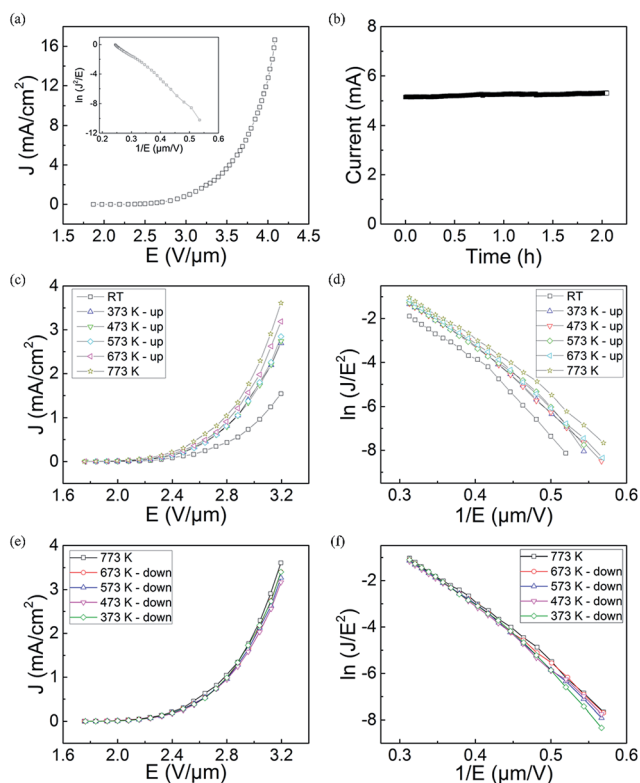 (a)
J (mA/cm²)
16
12
8
4
0
1.5
2.0
2.5
3.0
3.5
4.0
4.5
E (V/μm)
ln (J²/E)
0
-4
-8
-12
0.2
0.3
0.4
0.5
0.6
1/E (μm/V)
(b)
Current (mA)
8
6
4
2
0
0.0
0.5
1.0
1.5
2.0
Time (h)
(c)
J (mA/cm²)
4
3
2
1
0
RT
373 K - up
473 K - up
573 K - up
673 K - up
773 K
1.6
2.0
2.4
2.8
3.2
E (V/μm)
(d)
ln (J/E²)
-2
-4
-6
-8
RT
373 K - up
473 K - up
573 K - up
673 K - up
773 K
0.3
0.4
0.5
0.6
1/E (μm/V)
(e)
J (mA/cm²)
4
3
2
1
0
773 K
673 K - down
573 K - down
473 K - down
373 K - down
1.6
2.0
2.4
2.8
3.2
E (V/μm)
(f)
ln (J/E²)
-2
-4
-6
-8
773 K
673 K - down
573 K - down
473 K - down
373 K - down
0.3
0.4
0.5
0.6
1/E (μm/V)